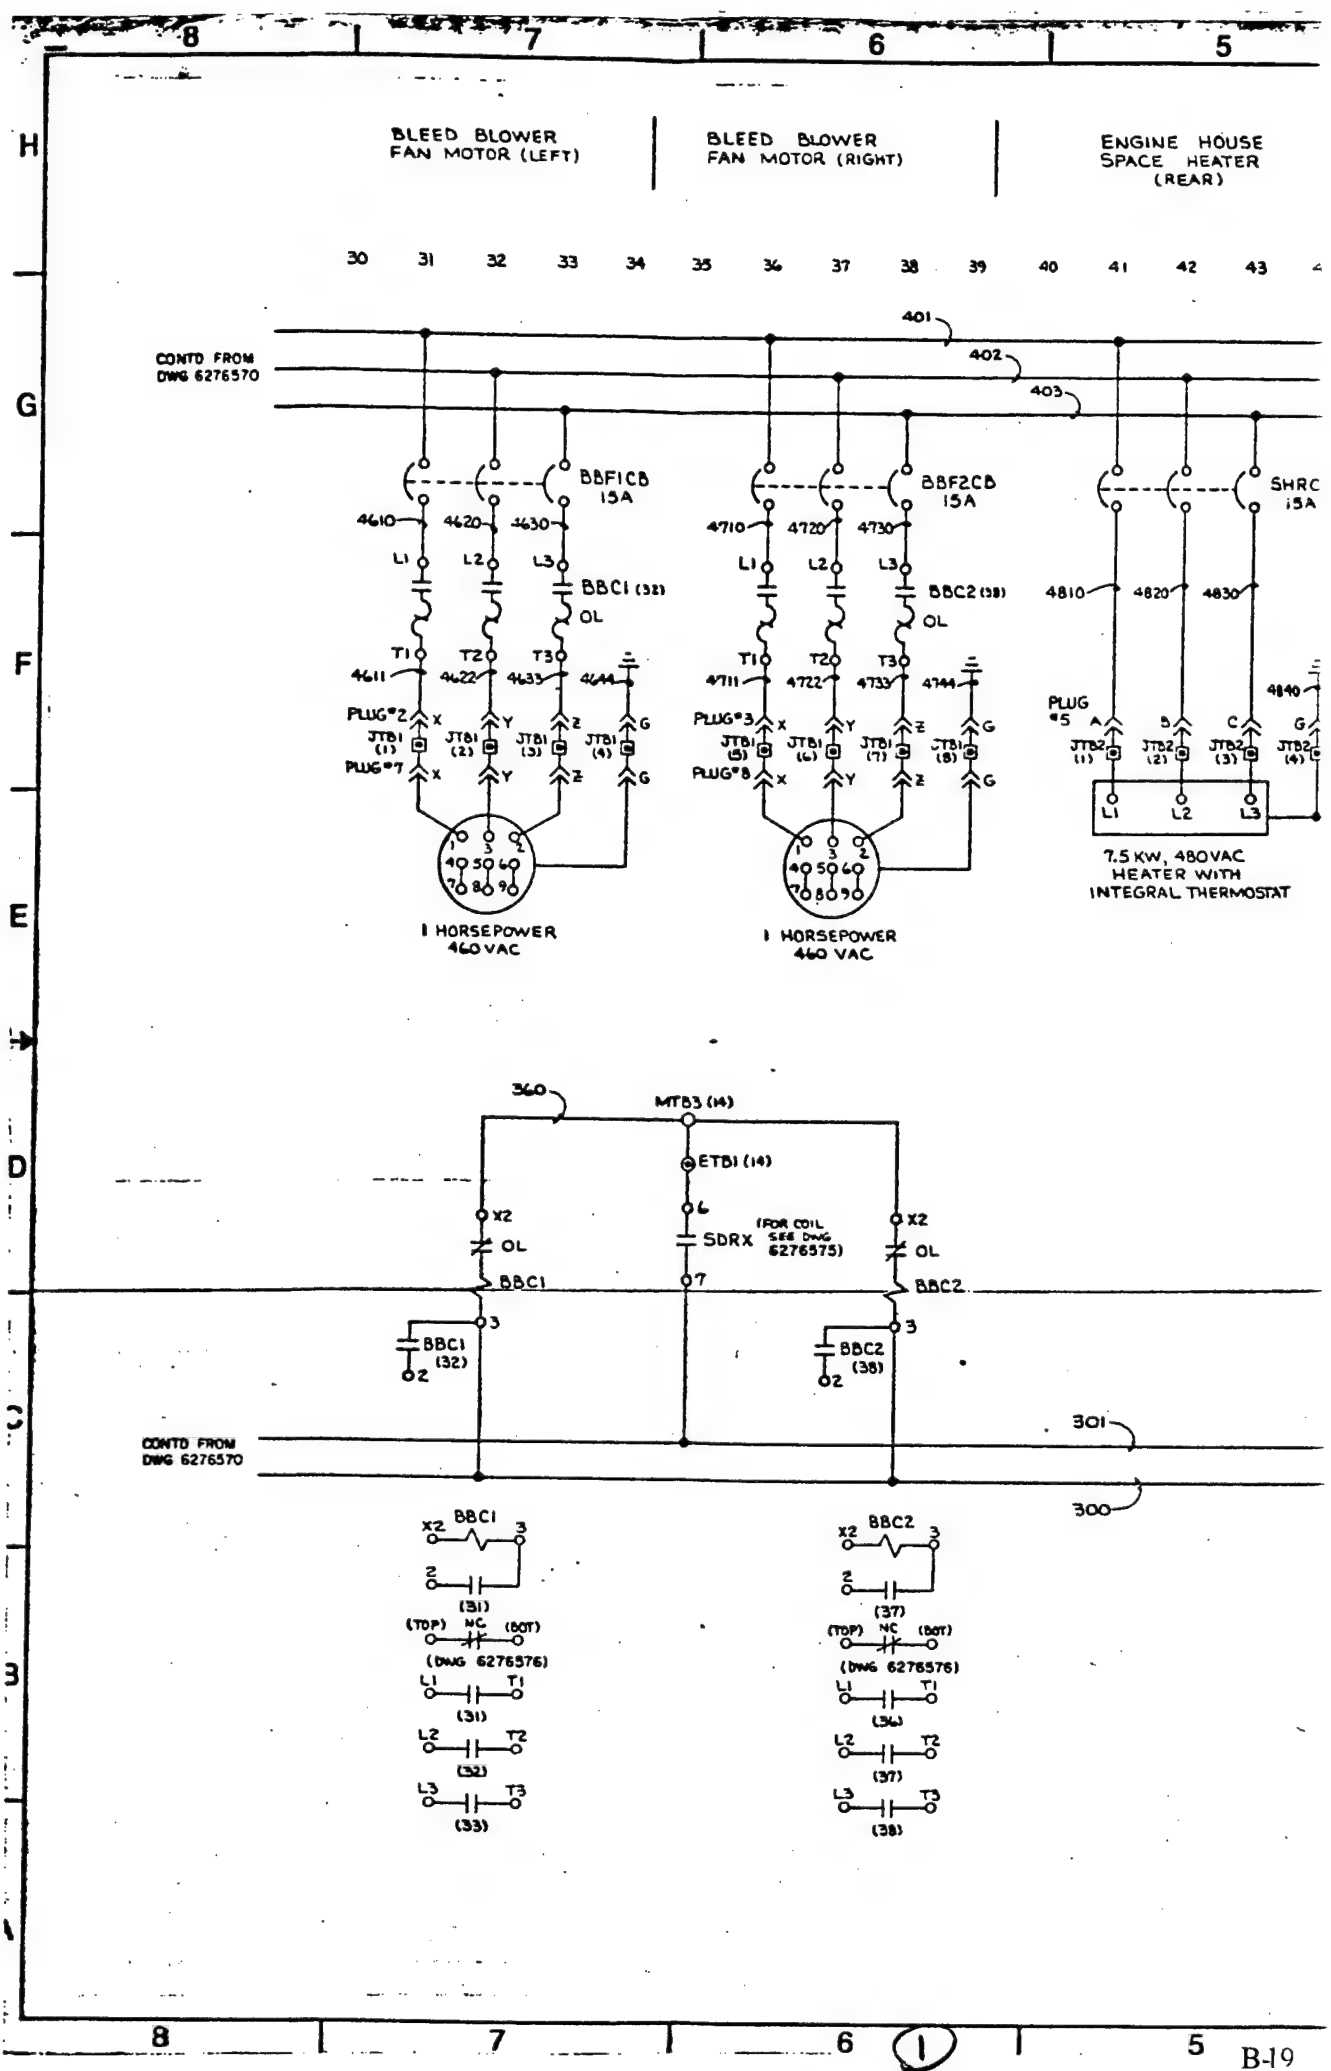 8 7 6 5
H
BLEED BLOWER
FAN MOTOR (LEFT)
BLEED BLOWER
FAN MOTOR (RIGHT)
ENGINE HOUSE
SPACE HEATER
(REAR)
30 31 32 33 34 35 36 37 38 39 40 41 42 43
401
402
403
CONTD FROM
DWG 6276570
G
BBF1CB
15A
BBF2CB
15A
SHRC
15A
4610 4620 4630 4710 4720 4730
L1 L2 L3 L1 L2 L3
BBC1 (32) BBC2 (38) 4810 4820 4830
OL OL
F
T1 T2 T3 T1 T2 T3
4611 4622 4633 4644 4711 4722 4733 4744 4840
PLUG #2 X Y Z G PLUG #3 X Y Z G
PLUG
#5 A B C G
JTB1 (1) JTB1 (2) JTB1 (3) JTB1 (4) JTB1 (5) JTB1 (6) JTB1 (7) JTB1 (8) JTB2 (1) JTB2 (2) JTB2 (3) JTB2 (4)
PLUG #7 X Y Z G PLUG #8 X Y Z G
L1 L2 L3
1 3 2 1 3 2
4 5 6 4 5 6
7 8 9 7 8 9
7.5 KW, 480VAC
HEATER WITH
INTEGRAL THERMOSTAT
E
1 HORSEPOWER
460 VAC
1 HORSEPOWER
460 VAC
360
MTB3 (14)
D
ETB1 (14)
X2 6 X2
OL SDRX OL
(FOR COIL
SEE DWG
6276575)
BBC1 7 BBC2
3 3
BBC1
(32)
2
BBC2
(38)
2
C
301
CONTD FROM
DWG 6276570
300
BBC1
X2 3
2
(31)
(TOP) NC (BOT)
(DWG 6276576)
L1 T1
(31)
L2 T2
(32)
L3 T3
(33)
BBC2
X2 3
2
(37)
(TOP) NC (BOT)
(DWG 6276576)
L1 T1
(36)
L2 T2
(37)
L3 T3
(38)
8 7 6 1 5
B-19